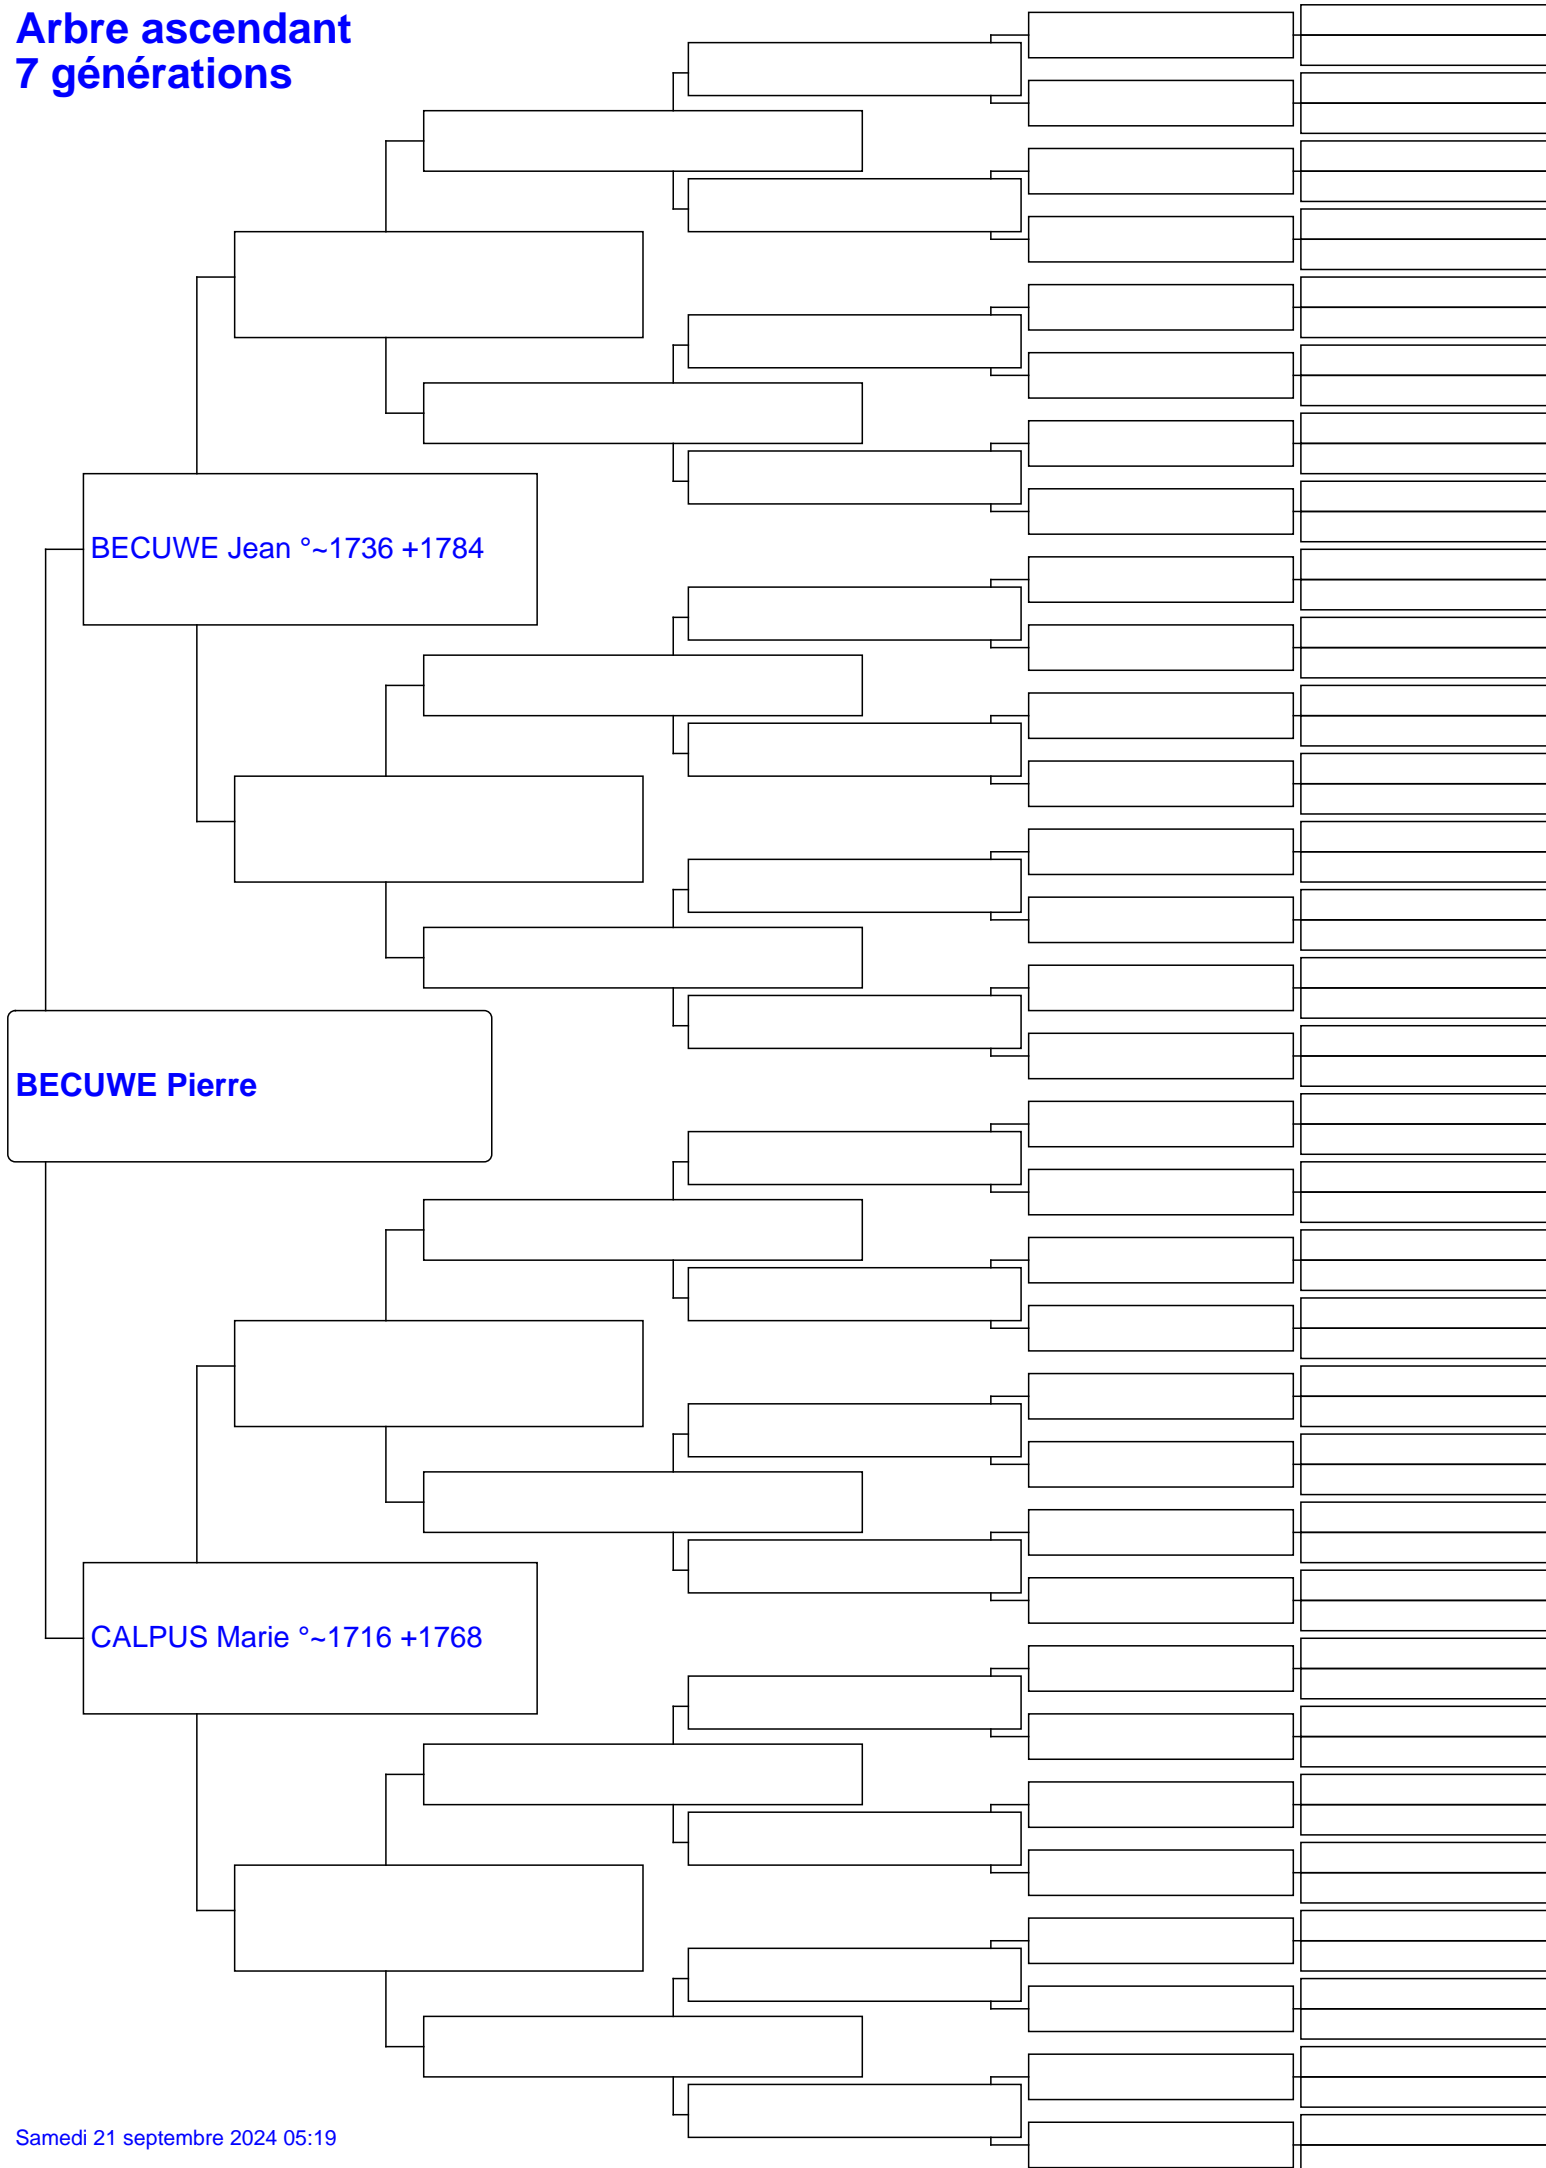 Arbre ascendant
7 générations
BECUWE Jean °~1736 +1784
BECUWE Pierre
CALPUS Marie °~1716 +1768
Samedi 21 septembre 2024 05:19